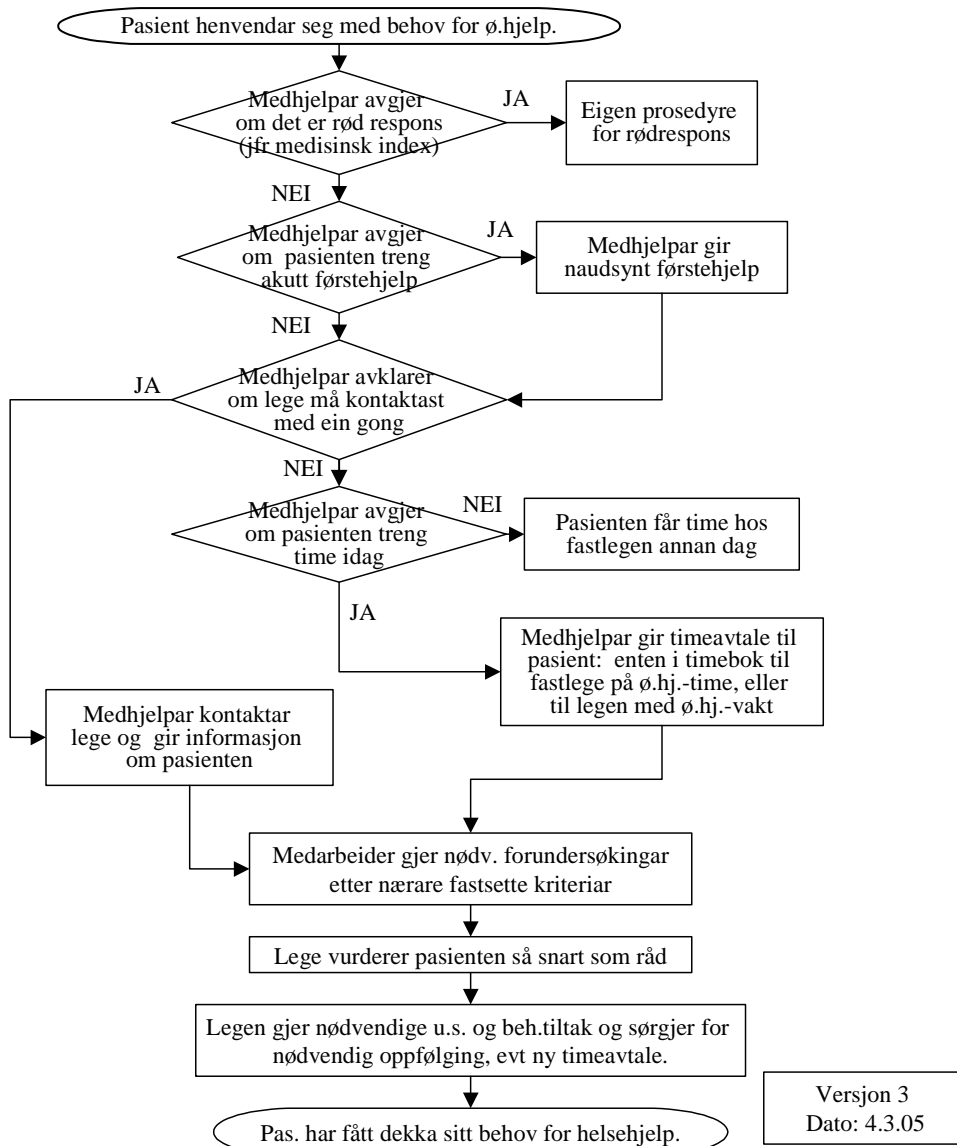 Pasient henvendar seg med behov for ø.hjelp.
Medhjelpar avgjer
om det er rød respons
(jfr medisinsk index)
JA
Eigen prosedyre
for rødrespons
NEI
Medhjelpar avgjer
om pasienten treng
akutt førstehjelp
JA
Medhjelpar gir
naudsynt førstehjelp
NEI
JA
Medhjelpar avklarer
om lege må kontaktast
med ein gong
NEI
Medhjelpar avgjer
om pasienten treng
time idag
NEI
Pasienten får time hos
fastlegen annan dag
JA
Medhjelpar gir timeavtale til
pasient: enten i timebok til
fastlege på ø.hj.-time, eller
til legen med ø.hj.-vakt
Medhjelpar kontaktar
lege og gir informasjon
om pasienten
Medarbeider gjer nødv. forundersøkingar
etter nærare fastsette kriteriar
Lege vurderer pasienten så snart som råd
Legen gjer nødvendige u.s. og beh.tiltak og sørgjer for
nødvendig oppfølging, evt ny timeavtale.
Pas. har fått dekka sitt behov for helsehjelp.
Versjon 3
Dato: 4.3.05